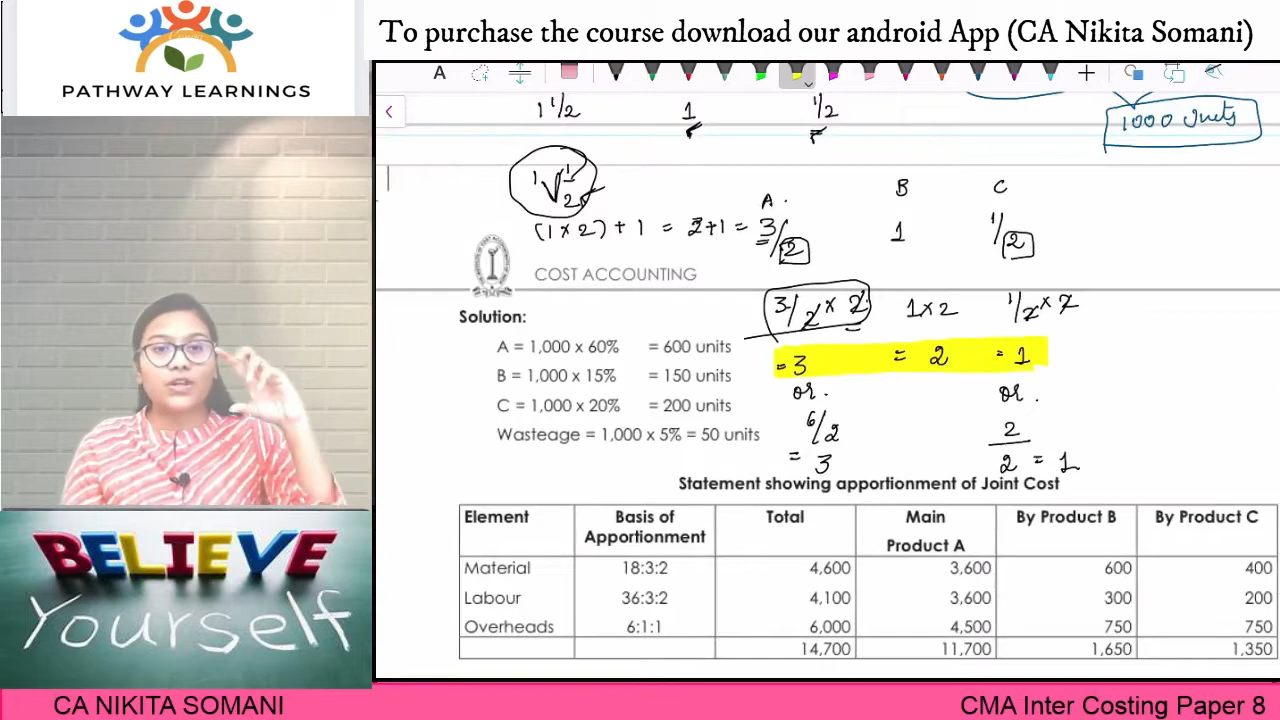 To purchase the course download our android App (CA Nikita Somani)
PATHWAY LEARNINGS
A
1 1/2 1 1/2
1000 units
1 1/2
A. B C
(1 x 2) + 1 = 2+1 = 3/2 1 1/2
COST ACCOUNTING
3/2 x 2 1 x 2 1/2 x 2
Solution:
A = 1,000 x 60% = 600 units
= 3 = 2 = 1
B = 1,000 x 15% = 150 units
or. or.
C = 1,000 x 20% = 200 units
6/2 2/2 = 1
Wasteage = 1,000 x 5% = 50 units
= 3
Statement showing apportionment of Joint Cost
Element Basis of Apportionment Total Main Product A By Product B By Product C
Material 18:3:2 4,600 3,600 600 400
Labour 36:3:2 4,100 3,600 300 200
Overheads 6:1:1 6,000 4,500 750 750
14,700 11,700 1,650 1,350
BELIEVE
Yourself
CA NIKITA SOMANI
CMA Inter Costing Paper 8